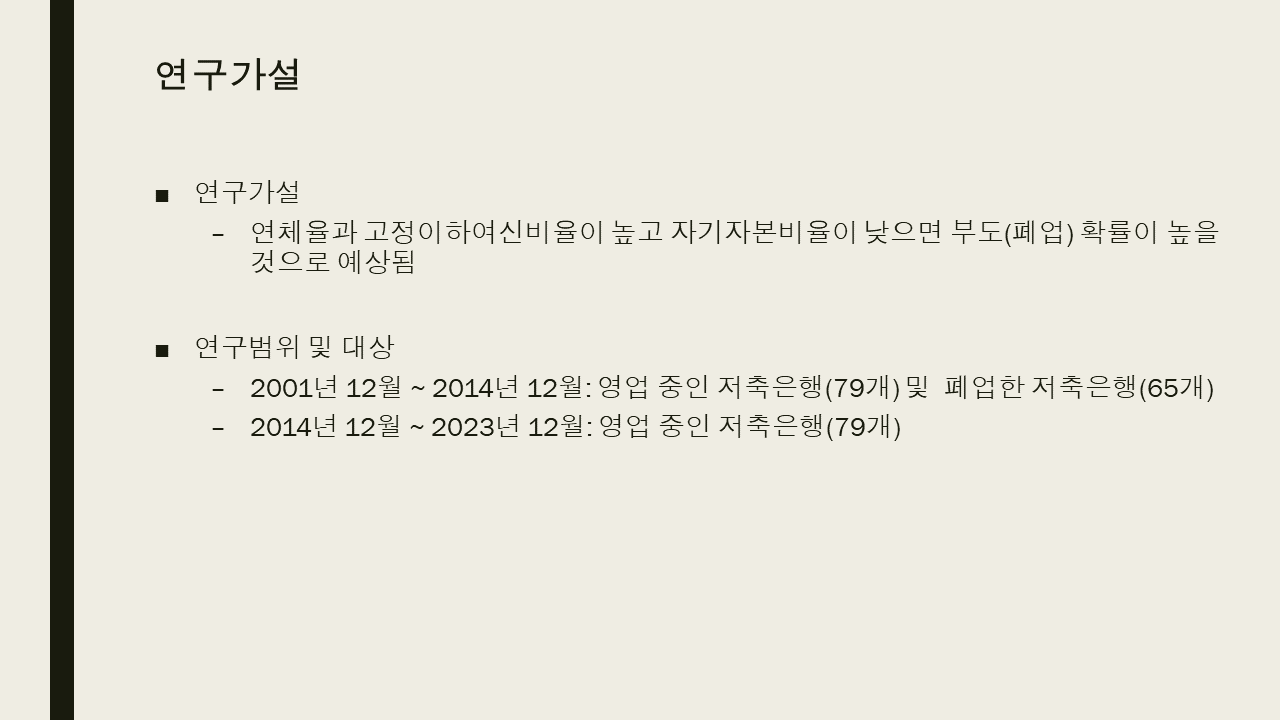 연구가설
■ 연구가설
– 연체율과 고정이하여신비율이 높고 자기자본비율이 낮으면 부도(폐업) 확률이 높을
것으로 예상됨
■ 연구범위 및 대상
– 2001년 12월 ~ 2014년 12월: 영업 중인 저축은행(79개) 및 폐업한 저축은행(65개)
– 2014년 12월 ~ 2023년 12월: 영업 중인 저축은행(79개)